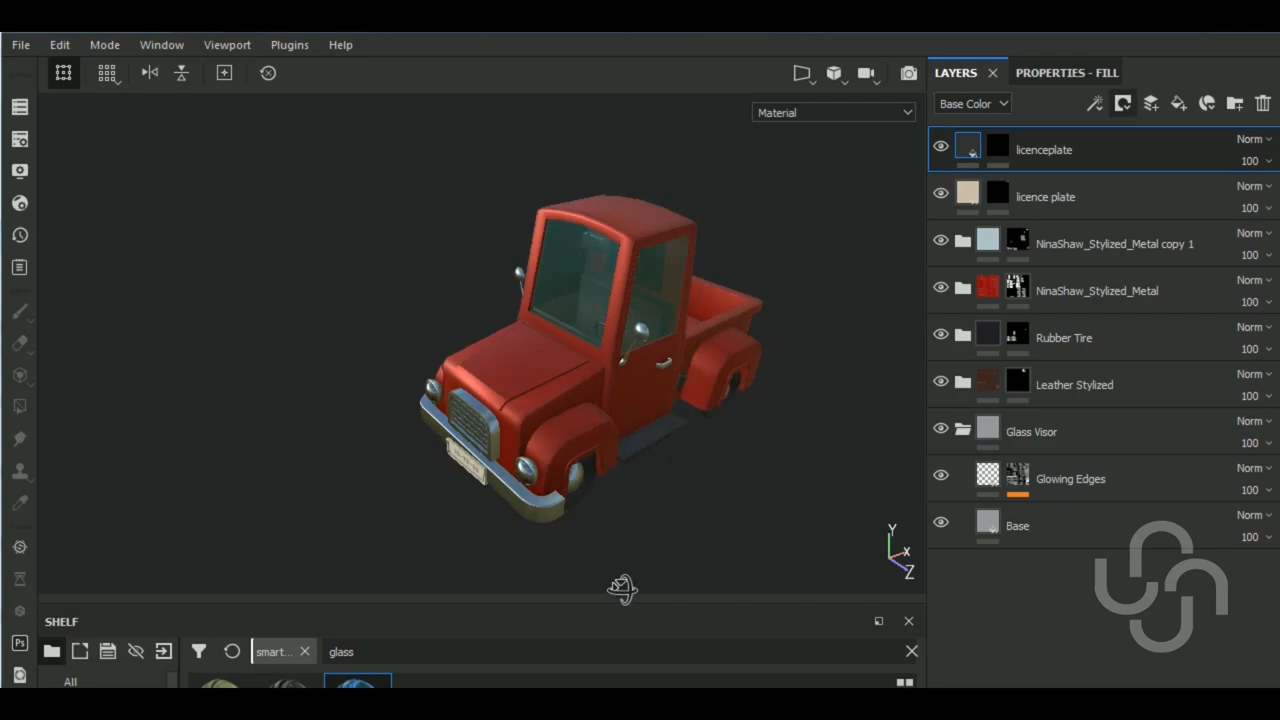 File Edit Mode Window Viewport Plugins Help
LAYERS PROPERTIES - FILL
Base Color
Material
licenceplate Norm 100
licence plate Norm 100
NinaShaw_Stylized_Metal copy 1 Norm 100
NinaShaw_Stylized_Metal Norm 100
Rubber Tire Norm 100
Leather Stylized Norm 100
Glass Visor Norm 100
Glowing Edges Norm 100
Base Norm 100
Y
X
Z
SHELF
Ps
smart... glass
All